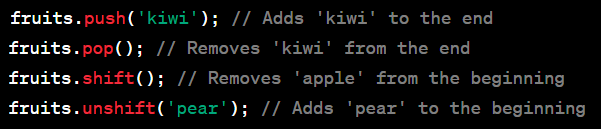 fruits.push('kiwi'); // Adds 'kiwi' to the end
fruits.pop(); // Removes 'kiwi' from the end
fruits.shift(); // Removes 'apple' from the beginning
fruits.unshift('pear'); // Adds 'pear' to the beginning